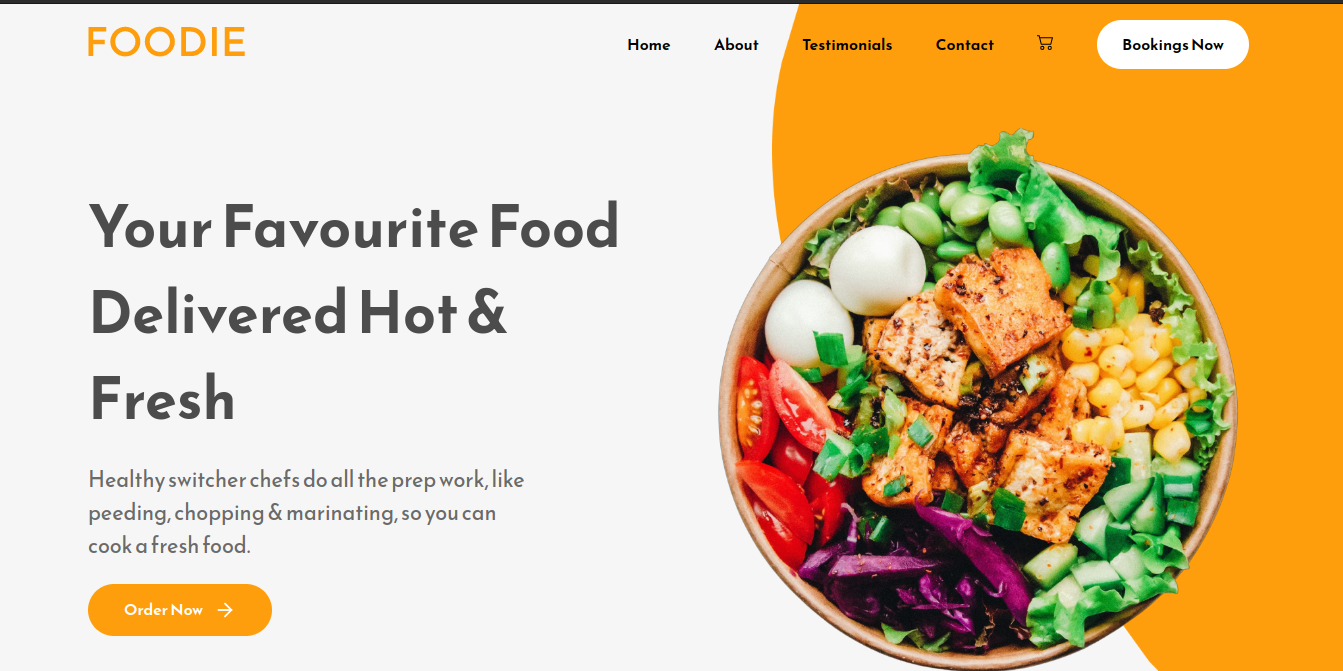 FOODIE
Home About Testimonials Contact Bookings Now
Your Favourite Food
Delivered Hot &
Fresh
Healthy switcher chefs do all the prep work, like
peeding, chopping & marinating, so you can
cook a fresh food.
Order Now